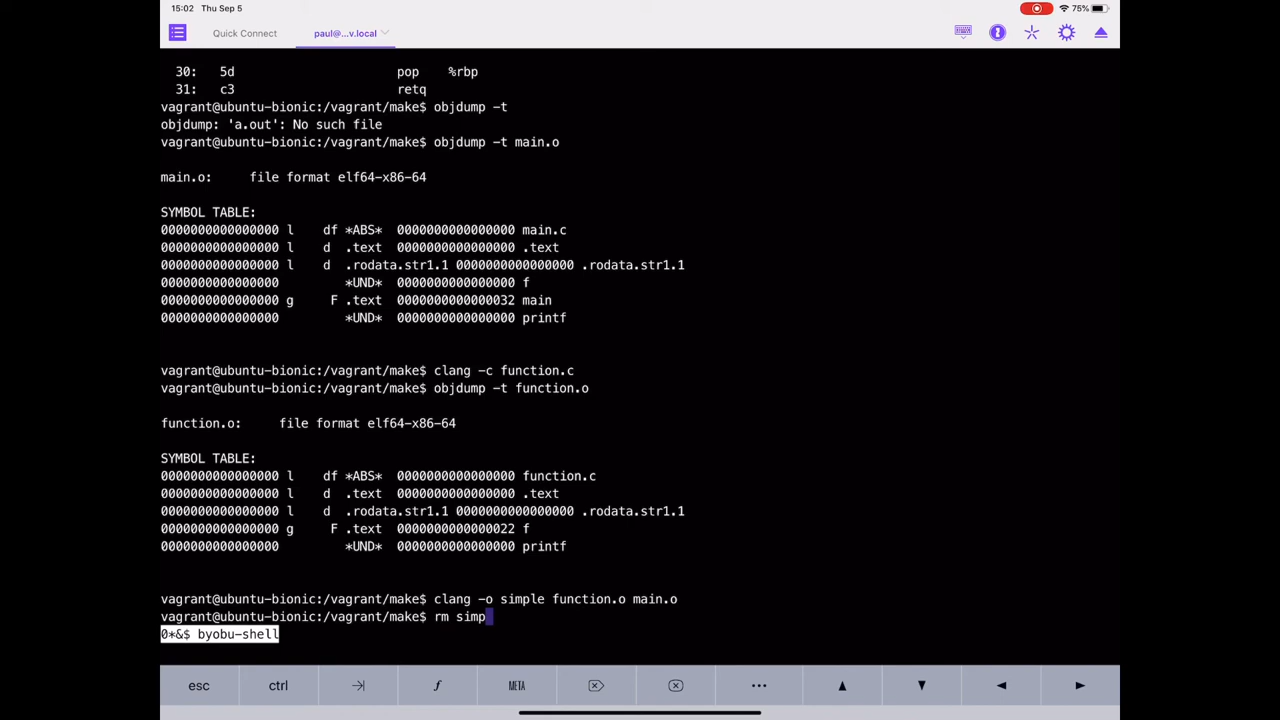 15:02 Thu Sep 5 75%
Quick Connect paul@...v.local
30: 5d pop %rbp
31: c3 retq
vagrant@ubuntu-bionic:/vagrant/make$ objdump -t
objdump: 'a.out': No such file
vagrant@ubuntu-bionic:/vagrant/make$ objdump -t main.o
main.o: file format elf64-x86-64
SYMBOL TABLE:
0000000000000000 l df *ABS* 0000000000000000 main.c
0000000000000000 l d .text 0000000000000000 .text
0000000000000000 l d .rodata.str1.1 0000000000000000 .rodata.str1.1
0000000000000000 *UND* 0000000000000000 f
0000000000000000 g F .text 0000000000000032 main
0000000000000000 *UND* 0000000000000000 printf
vagrant@ubuntu-bionic:/vagrant/make$ clang -c function.c
vagrant@ubuntu-bionic:/vagrant/make$ objdump -t function.o
function.o: file format elf64-x86-64
SYMBOL TABLE:
0000000000000000 l df *ABS* 0000000000000000 function.c
0000000000000000 l d .text 0000000000000000 .text
0000000000000000 l d .rodata.str1.1 0000000000000000 .rodata.str1.1
0000000000000000 g F .text 0000000000000022 f
0000000000000000 *UND* 0000000000000000 printf
vagrant@ubuntu-bionic:/vagrant/make$ clang -o simple function.o main.o
vagrant@ubuntu-bionic:/vagrant/make$ rm simp
0*&$ byobu-shell
esc ctrl f META